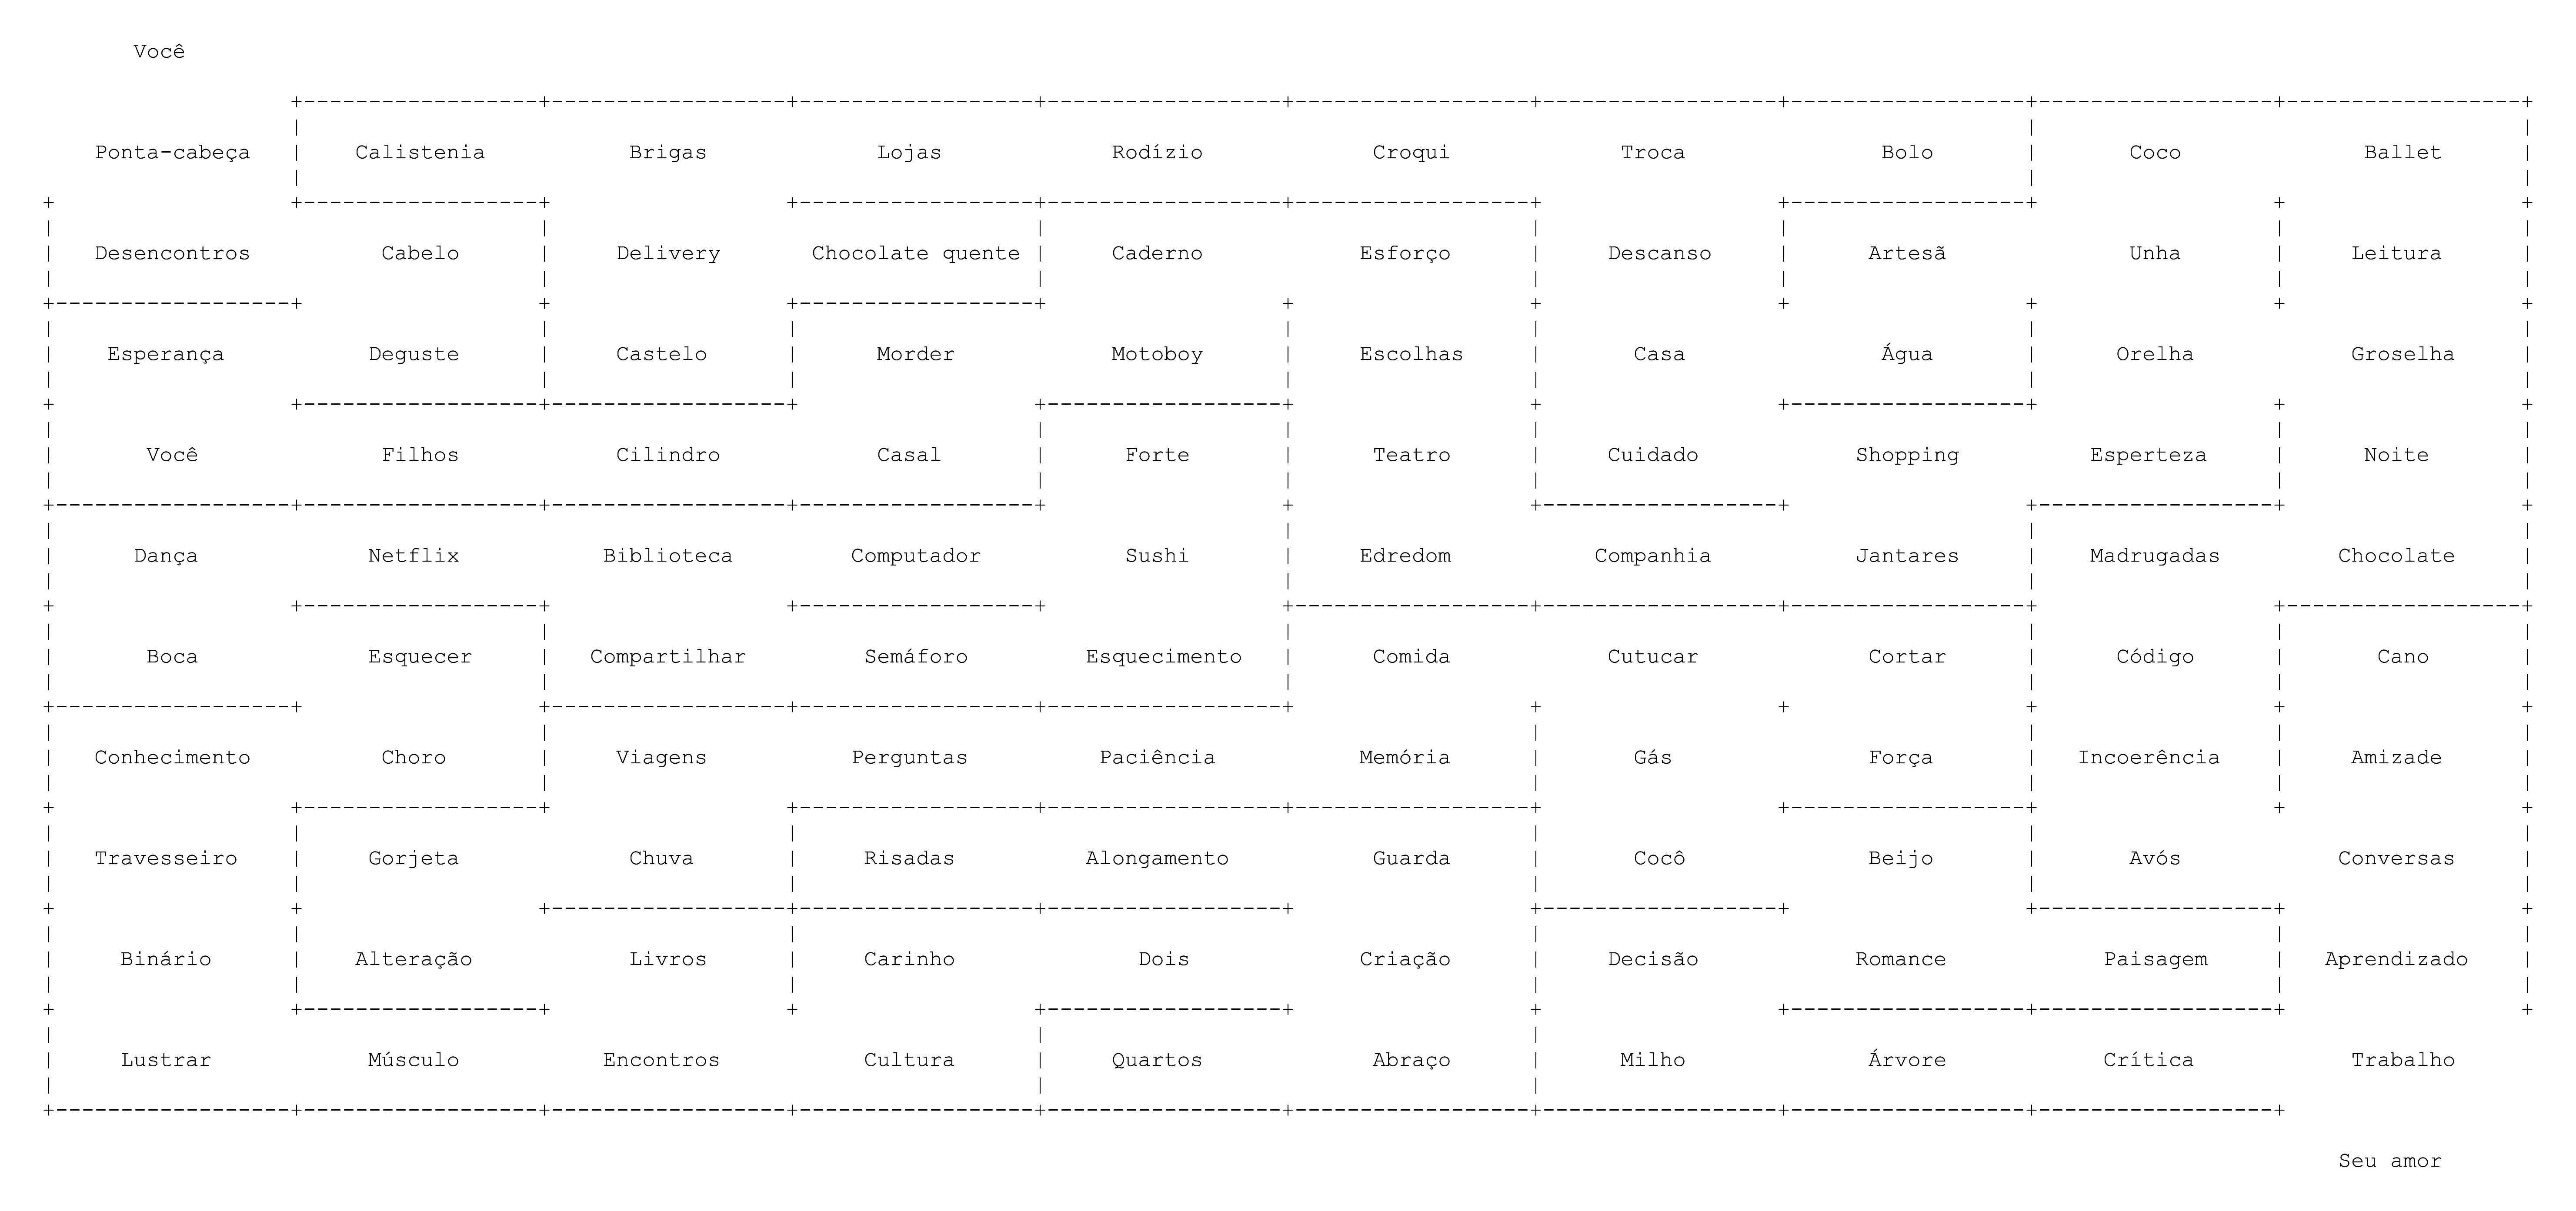 Você
Ponta-cabeça Calistenia Brigas Lojas Rodízio Croqui Troca Bolo Coco Ballet
Desencontros Cabelo Delivery Chocolate quente Caderno Esforço Descanso Artesã Unha Leitura
Esperança Deguste Castelo Morder Motoboy Escolhas Casa Água Orelha Groselha
Você Filhos Cilindro Casal Forte Teatro Cuidado Shopping Esperteza Noite
Dança Netflix Biblioteca Computador Sushi Edredom Companhia Jantares Madrugadas Chocolate
Boca Esquecer Compartilhar Semáforo Esquecimento Comida Cutucar Cortar Código Cano
Conhecimento Choro Viagens Perguntas Paciência Memória Gás Força Incoerência Amizade
Travesseiro Gorjeta Chuva Risadas Alongamento Guarda Cocô Beijo Avós Conversas
Binário Alteração Livros Carinho Dois Criação Decisão Romance Paisagem Aprendizado
Lustrar Músculo Encontros Cultura Quartos Abraço Milho Árvore Crítica Trabalho
Seu amor